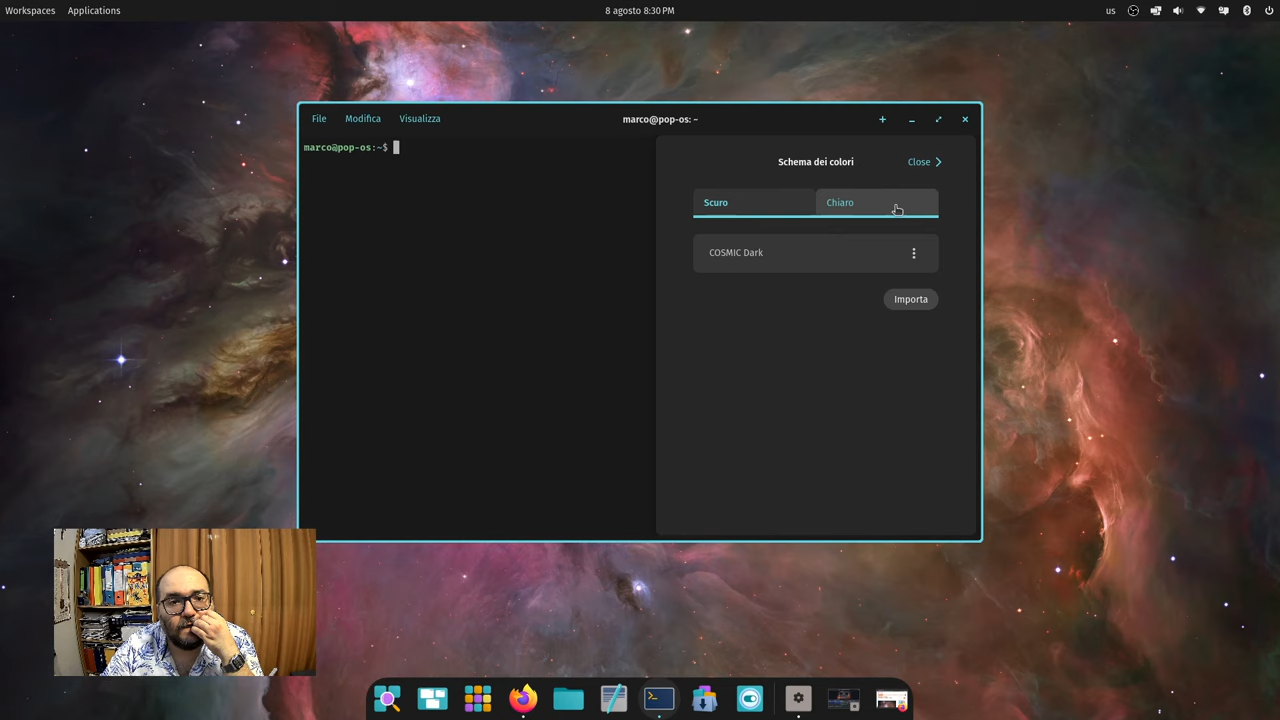 Workspaces Applications 8 agosto 8:30 PM us
File Modifica Visualizza marco@pop-os: ~
marco@pop-os:~$
Schema dei colori Close
Scuro Chiaro
COSMIC Dark
Importa